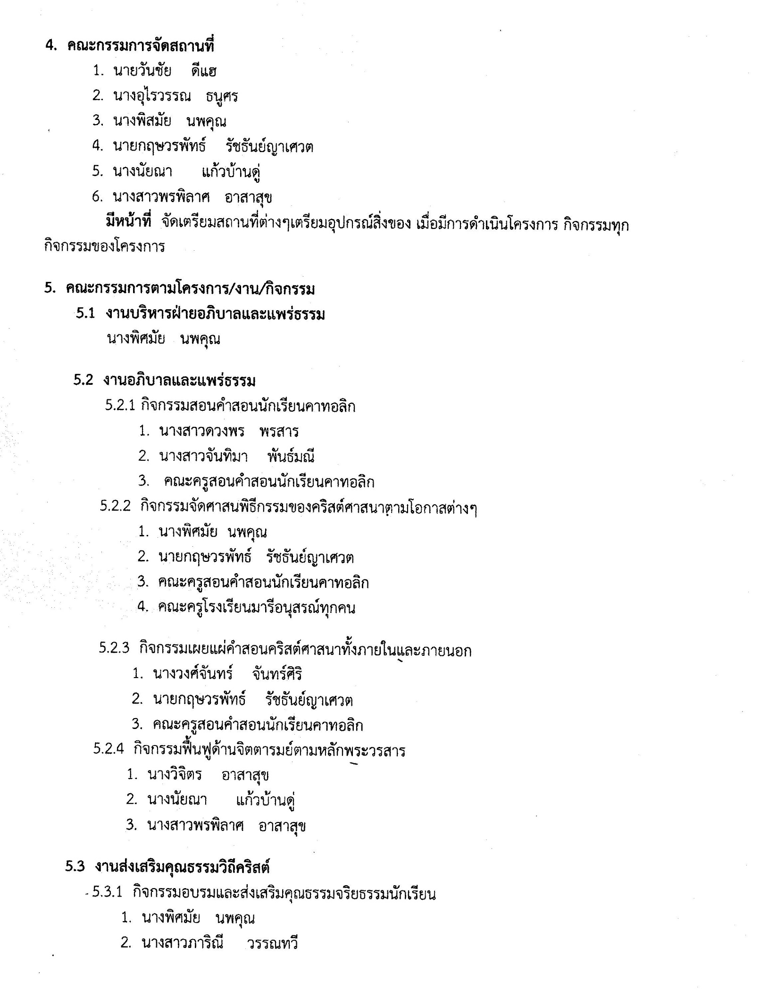 4. คณะกรรมการจัดสถานที่
1. นายวันชัย ดีแฮ
2. นางอุไรวรรณ ธนูศร
3. นางพิสมัย นพคุณ
4. นายกฤษวรพัทธ์ รัชธันย์ญาเศวต
5. นางนัยณา แก้วบ้านดู่
6. นางสาวพรพิลาศ อาสาสุข
มีหน้าที่ จัดเตรียมสถานที่ต่างๆเตรียมอุปกรณ์สิ่งของ เมื่อมีการดำเนินโครงการ กิจกรรมทุก
กิจกรรมของโครงการ
5. คณะกรรมการตามโครงการ/งาน/กิจกรรม
5.1 งานบริหารฝ่ายอภิบาลและแพร่ธรรม
นางพิศมัย นพคุณ
5.2 งานอภิบาลและแพร่ธรรม
5.2.1 กิจกรรมสอนคำสอนนักเรียนคาทอลิก
1. นางสาวดวงพร พรสาร
2. นางสาวจันทิมา พันธ์มณี
3. คณะครูสอนคำสอนนักเรียนคาทอลิก
5.2.2 กิจกรรมจัดศาสนพิธีกรรมของคริสต์ศาสนาตามโอกาสต่างๆ
1. นางพิศมัย นพคุณ
2. นายกฤษวรพัทธ์ รัชธันย์ญาเศวต
3. คณะครูสอนคำสอนนักเรียนคาทอลิก
4. คณะครูโรงเรียนมารีอนุสรณ์ทุกคน
5.2.3 กิจกรรมเผยแผ่คำสอนคริสต์ศาสนาทั้งภายในและภายนอก
1. นางวงศ์จันทร์ จันทร์ศิริ
2. นายกฤษวรพัทธ์ รัชธันย์ญาเศวต
3. คณะครูสอนคำสอนนักเรียนคาทอลิก
5.2.4 กิจกรรมฟื้นฟูด้านจิตตารมย์ตามหลักพระวรสาร
1. นางวิจิตร อาสาสุข
2. นางนัยณา แก้วบ้านดู่
3. นางสาวพรพิลาศ อาสาสุข
5.3 งานส่งเสริมคุณธรรมวิถีคริสต์
5.3.1 กิจกรรมอบรมและส่งเสริมคุณธรรมจริยธรรมนักเรียน
1. นางพิศมัย นพคุณ
2. นางสาวภาริณี วรรณทวี